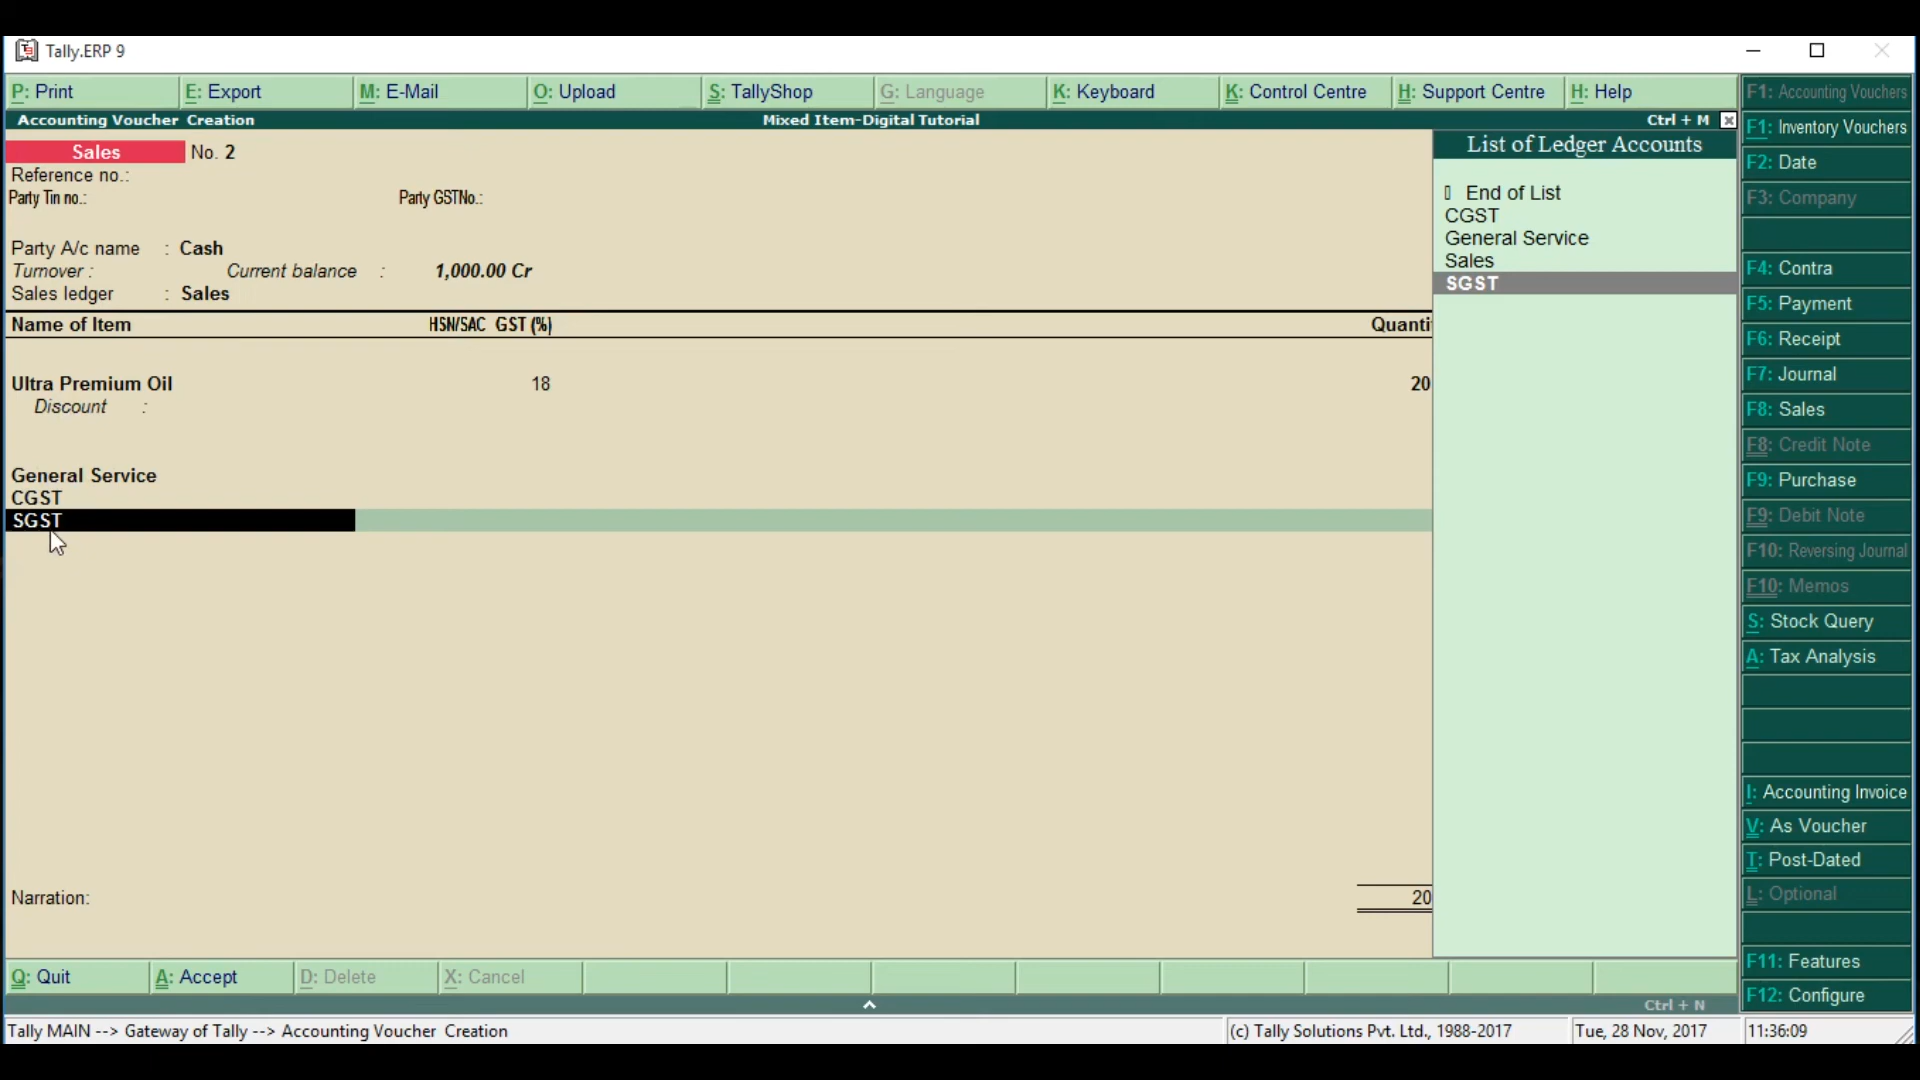 Tally.ERP 9
P: Print E: Export M: E-Mail O: Upload S: TallyShop G: Language K: Keyboard K: Control Centre H: Support Centre H: Help
Accounting Voucher Creation Mixed Item-Digital Tutorial Ctrl + M
Sales No. 2
Reference no.:
Party Tin no.: Party GSTNo.:
Party A/c name : Cash
Turnover : Current balance : 1,000.00 Cr
Sales ledger : Sales
Name of Item HSN/SAC GST (%) Quanti
Ultra Premium Oil 18 20
Discount :
General Service
CGST
SGST
Narration: 20
List of Ledger Accounts
End of List
CGST
General Service
Sales
SGST
F1: Accounting Vouchers
F1: Inventory Vouchers
F2: Date
F3: Company
F4: Contra
F5: Payment
F6: Receipt
F7: Journal
F8: Sales
F8: Credit Note
F9: Purchase
F9: Debit Note
F10: Reversing Journal
F10: Memos
S: Stock Query
A: Tax Analysis
I: Accounting Invoice
V: As Voucher
T: Post-Dated
L: Optional
F11: Features
F12: Configure
Q: Quit A: Accept D: Delete X: Cancel
Ctrl + N
Tally MAIN --> Gateway of Tally --> Accounting Voucher Creation (c) Tally Solutions Pvt. Ltd., 1988-2017 Tue, 28 Nov, 2017 11:36:09